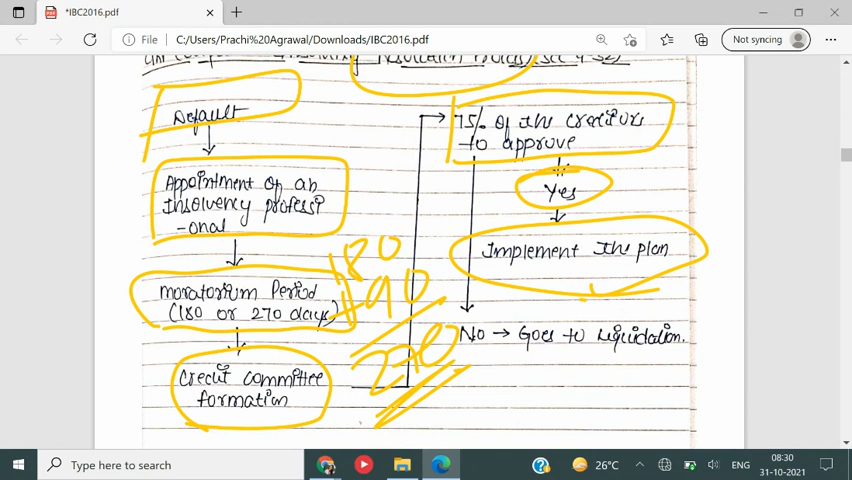 *IBC2016.pdf
File
C:/Users/Prachi%20Agrawal/Downloads/IBC2016.pdf
Not syncing
Default
Appointment of an
Insolvency professi
-onal
Moratorium Period
(180 or 270 days)
Credit committee
formation
180
+90
270
75% of the creditors
to approve
Yes
Implement the plan
No → Goes to Liquidation.
Type here to search
26°C
ENG
08:30
31-10-2021